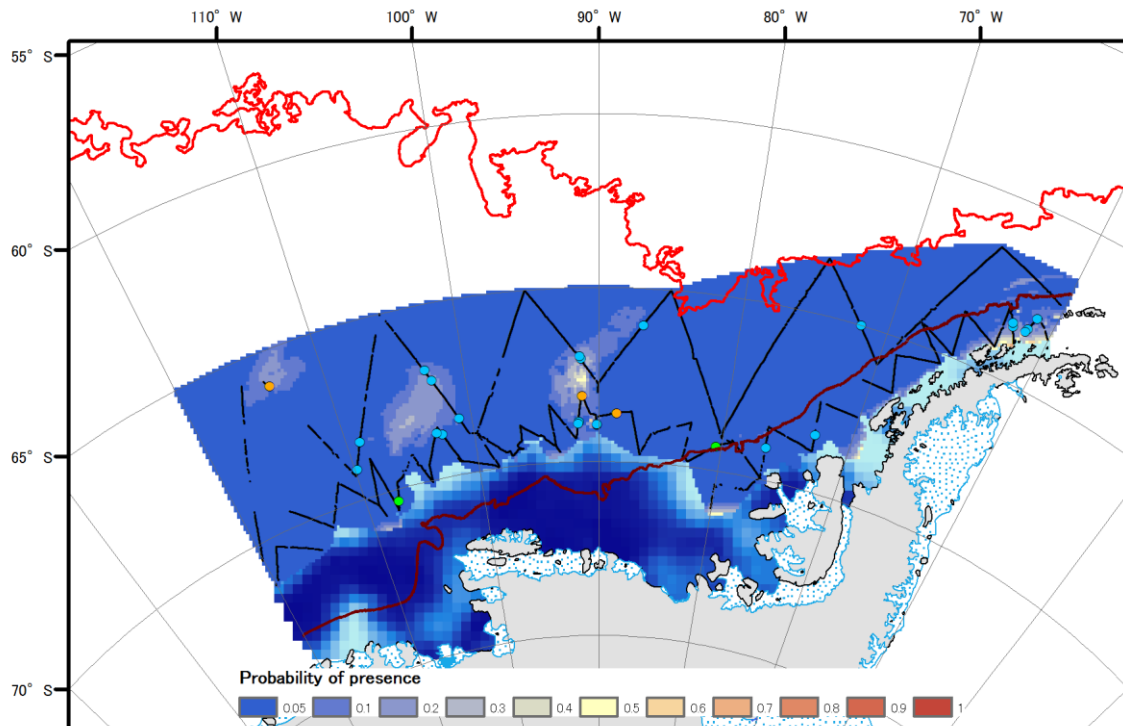 110° W 100° W 90° W 80° W 70° W
55° S
60° S
65° S
70° S
Probability of presence
0.05 0.1 0.2 0.3 0.4 0.5 0.6 0.7 0.8 0.9 1